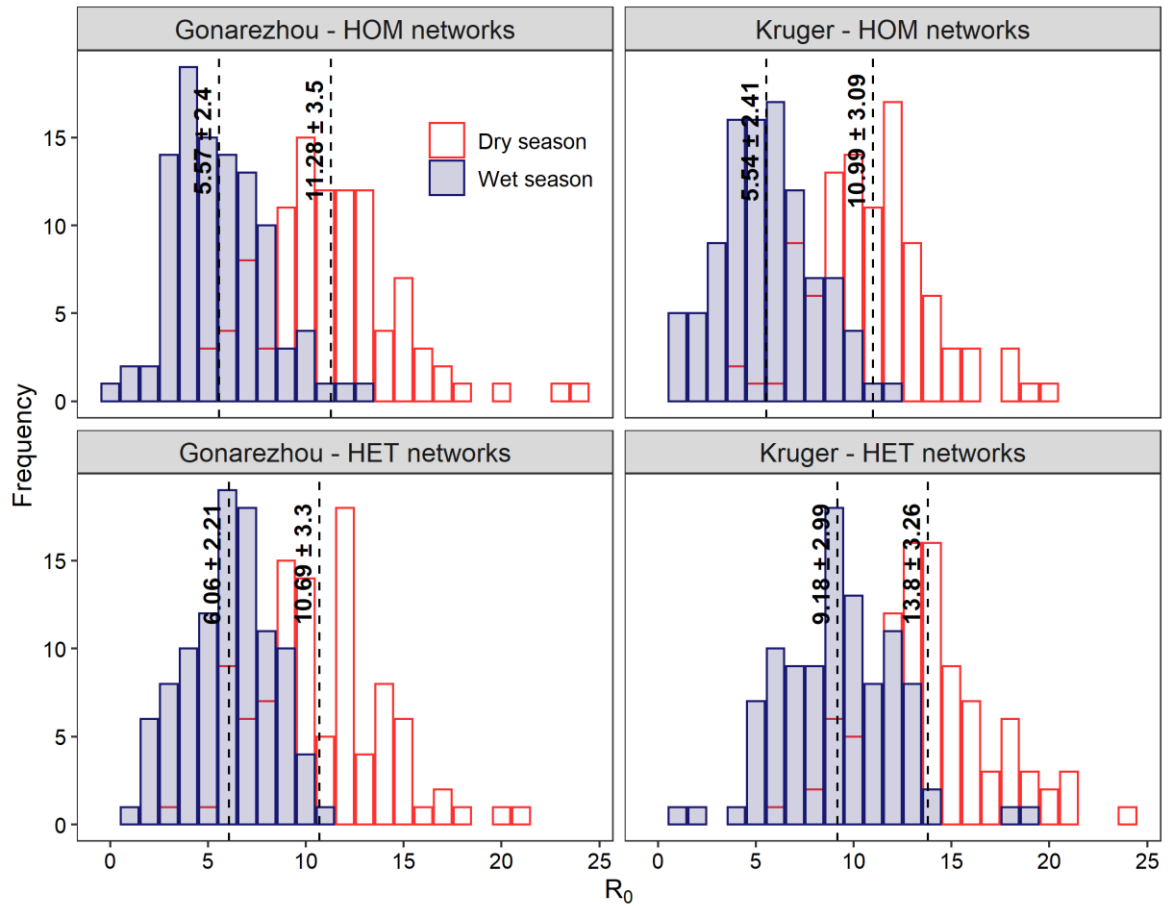 Gonarezhou - HOM networks
Kruger - HOM networks
5.57 ± 2.4
11.28 ± 3.5
Dry season
Wet season
5.54 ± 2.41
10.99 ± 3.09
15
10
5
0
Frequency
Gonarezhou - HET networks
Kruger - HET networks
6.06 ± 2.21
10.69 ± 3.3
9.18 ± 2.99
13.8 ± 3.26
15
10
5
0
0 5 10 15 20 25
0 5 10 15 20 25
R₀